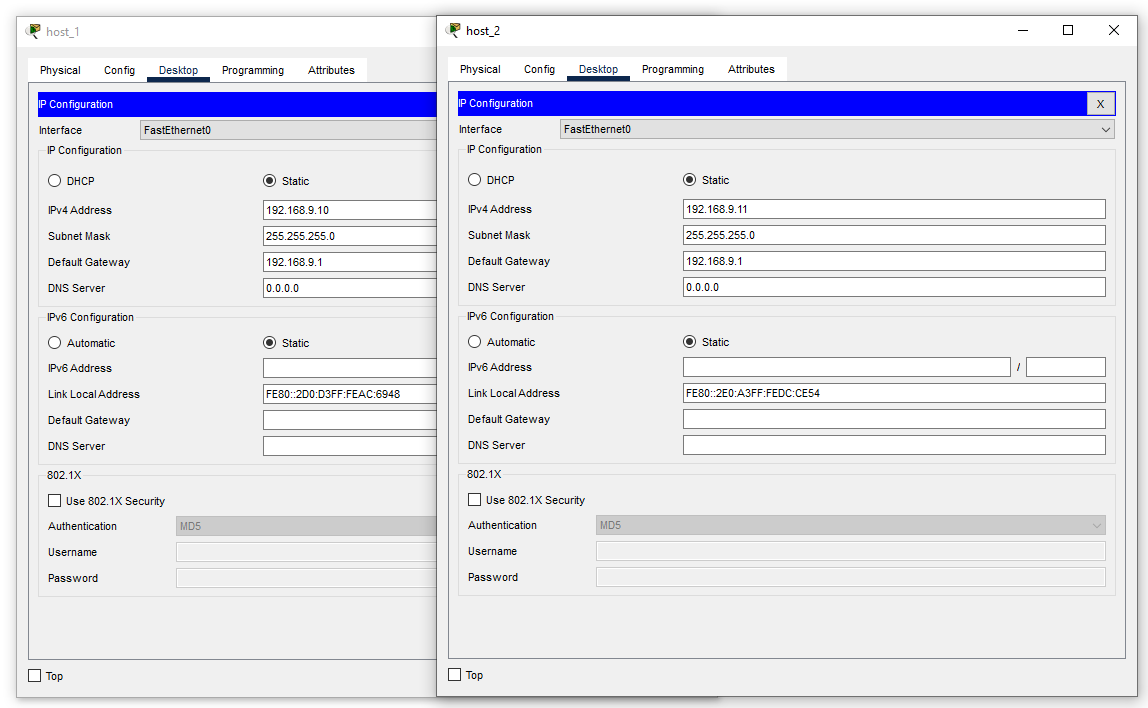 host_1
Physical Config Desktop Programming Attributes
IP Configuration
Interface FastEthernet0
IP Configuration
DHCP Static
IPv4 Address 192.168.9.10
Subnet Mask 255.255.255.0
Default Gateway 192.168.9.1
DNS Server 0.0.0.0
IPv6 Configuration
Automatic Static
IPv6 Address
Link Local Address FE80::2D0:D3FF:FEAC:6948
Default Gateway
DNS Server
802.1X
Use 802.1X Security
Authentication MD5
Username
Password
Top
host_2
Physical Config Desktop Programming Attributes
IP Configuration X
Interface FastEthernet0
IP Configuration
DHCP Static
IPv4 Address 192.168.9.11
Subnet Mask 255.255.255.0
Default Gateway 192.168.9.1
DNS Server 0.0.0.0
IPv6 Configuration
Automatic Static
IPv6 Address /
Link Local Address FE80::2E0:A3FF:FEDC:CE54
Default Gateway
DNS Server
802.1X
Use 802.1X Security
Authentication MD5
Username
Password
Top